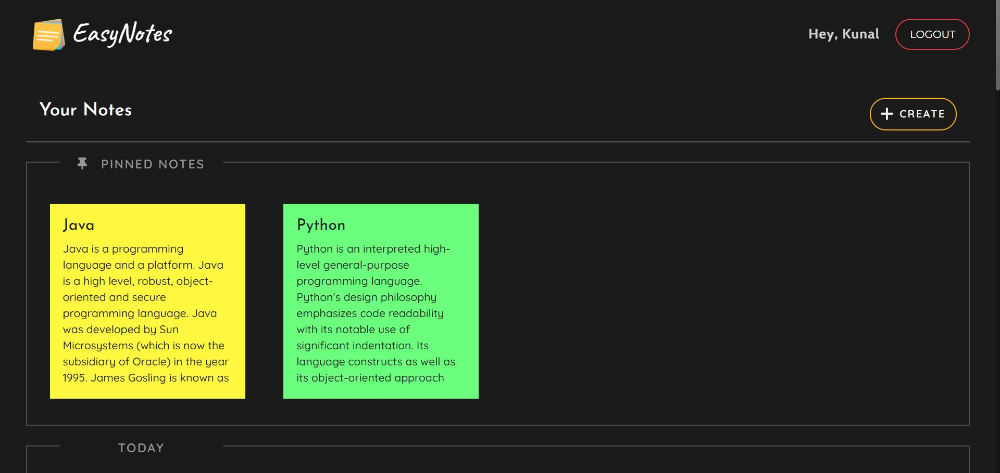 EasyNotes
Hey, Kunal
LOGOUT
Your Notes
CREATE
PINNED NOTES
Java
Java is a programming
language and a platform. Java
is a high level, robust, object-
oriented and secure
programming language. Java
was developed by Sun
Microsystems (which is now the
subsidiary of Oracle) in the year
1995. James Gosling is known as
Python
Python is an interpreted high-
level general-purpose
programming language.
Python's design philosophy
emphasizes code readability
with its notable use of
significant indentation. Its
language constructs as well as
its object-oriented approach
TODAY